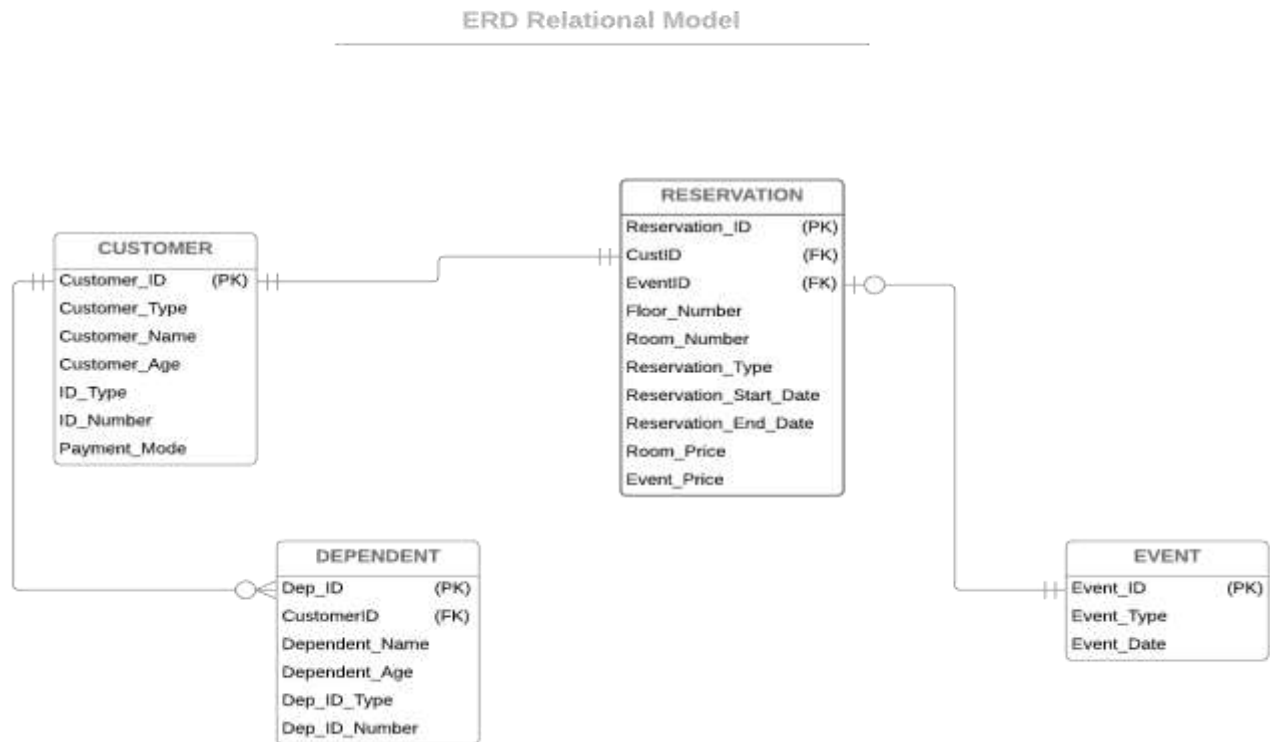 ERD Relational Model
RESERVATION
Reservation_ID (PK)
CustID (FK)
EventID (FK)
Floor_Number
Room_Number
Reservation_Type
Reservation_Start_Date
Reservation_End_Date
Room_Price
Event_Price
CUSTOMER
Customer_ID (PK)
Customer_Type
Customer_Name
Customer_Age
ID_Type
ID_Number
Payment_Mode
DEPENDENT
Dep_ID (PK)
CustomerID (FK)
Dependent_Name
Dependent_Age
Dep_ID_Type
Dep_ID_Number
EVENT
Event_ID (PK)
Event_Type
Event_Date